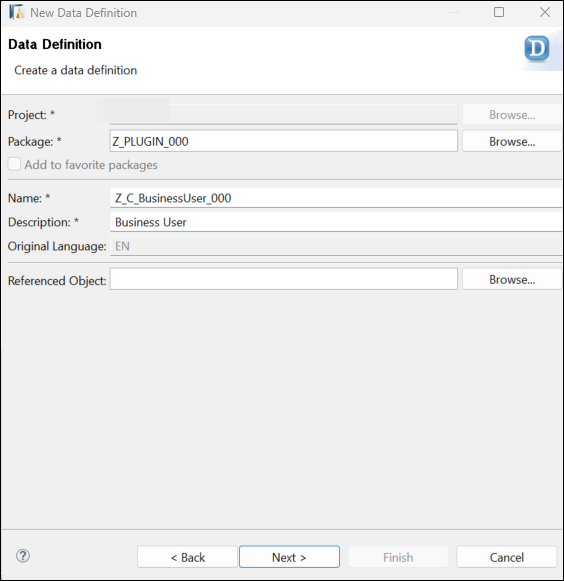 New Data Definition
Data Definition
D
Create a data definition
Project: * Browse...
Package: * Z_PLUGIN_000 Browse...
Add to favorite packages
Name: * Z_C_BusinessUser_000
Description: * Business User
Original Language: EN
Referenced Object: Browse...
? < Back Next > Finish Cancel